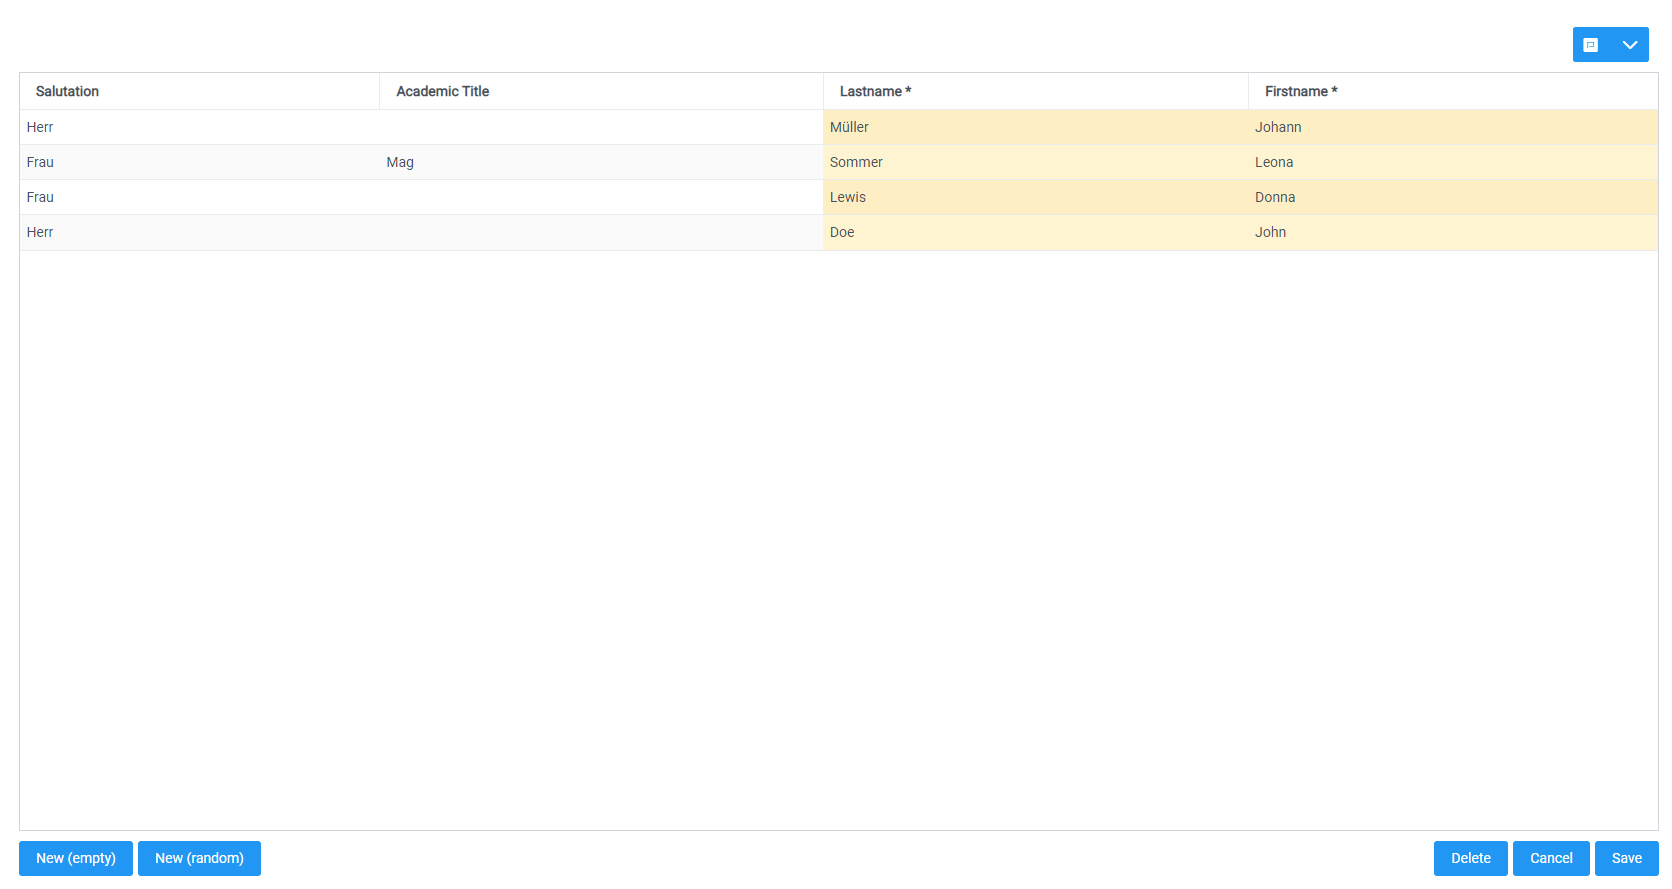 Salutation Academic Title Lastname * Firstname *
Herr Müller Johann
Frau Mag Sommer Leona
Frau Lewis Donna
Herr Doe John
New (empty) New (random) Delete Cancel Save